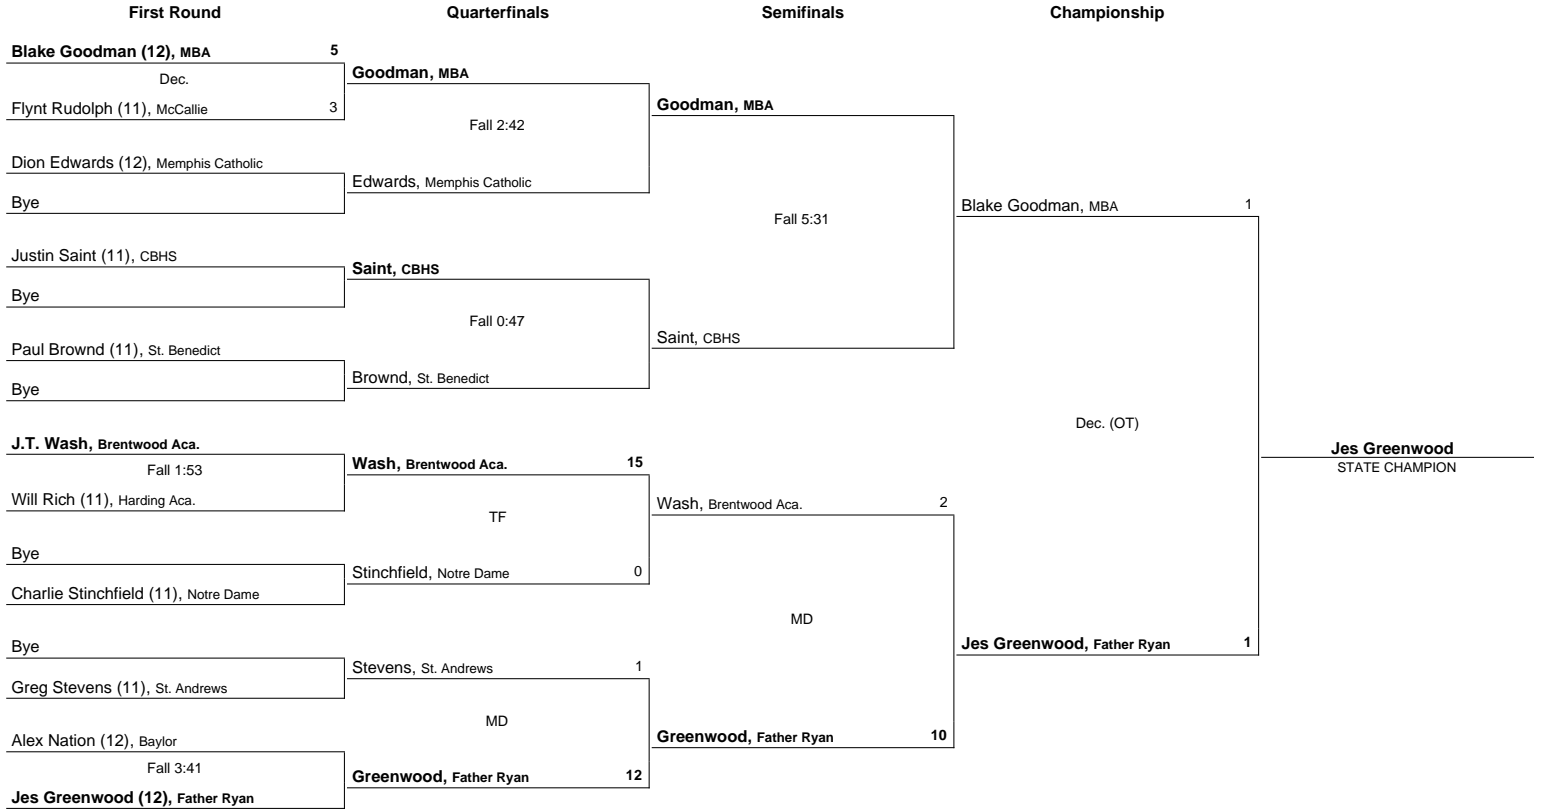 First Round Quarterfinals Semifinals Championship
Blake Goodman (12), MBA 5
Dec.
Flynt Rudolph (11), McCallie 3
Dion Edwards (12), Memphis Catholic
Bye
Justin Saint (11), CBHS
Bye
Paul Brownd (11), St. Benedict
Bye
J.T. Wash, Brentwood Aca.
Fall 1:53
Will Rich (11), Harding Aca.
Bye
Charlie Stinchfield (11), Notre Dame
Bye
Greg Stevens (11), St. Andrews
Alex Nation (12), Baylor
Fall 3:41
Jes Greenwood (12), Father Ryan
Goodman, MBA
Fall 2:42
Edwards, Memphis Catholic
Saint, CBHS
Fall 0:47
Brownd, St. Benedict
Wash, Brentwood Aca. 15
TF
Stinchfield, Notre Dame 0
Stevens, St. Andrews 1
MD
Greenwood, Father Ryan 12
Goodman, MBA
Fall 5:31
Saint, CBHS
Wash, Brentwood Aca. 2
MD
Greenwood, Father Ryan 10
Blake Goodman, MBA 1
Dec. (OT)
Jes Greenwood, Father Ryan 1
Jes Greenwood
STATE CHAMPION